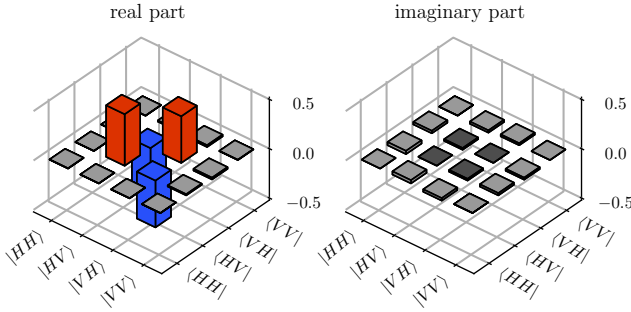 real part
imaginary part
0.5
0.0
−0.5
|HH⟩
|HV⟩
|VH⟩
|VV⟩
⟨HH|
⟨HV|
⟨VH|
⟨VV|
0.5
0.0
−0.5
|HH⟩
|HV⟩
|VH⟩
|VV⟩
⟨HH|
⟨HV|
⟨VH|
⟨VV|